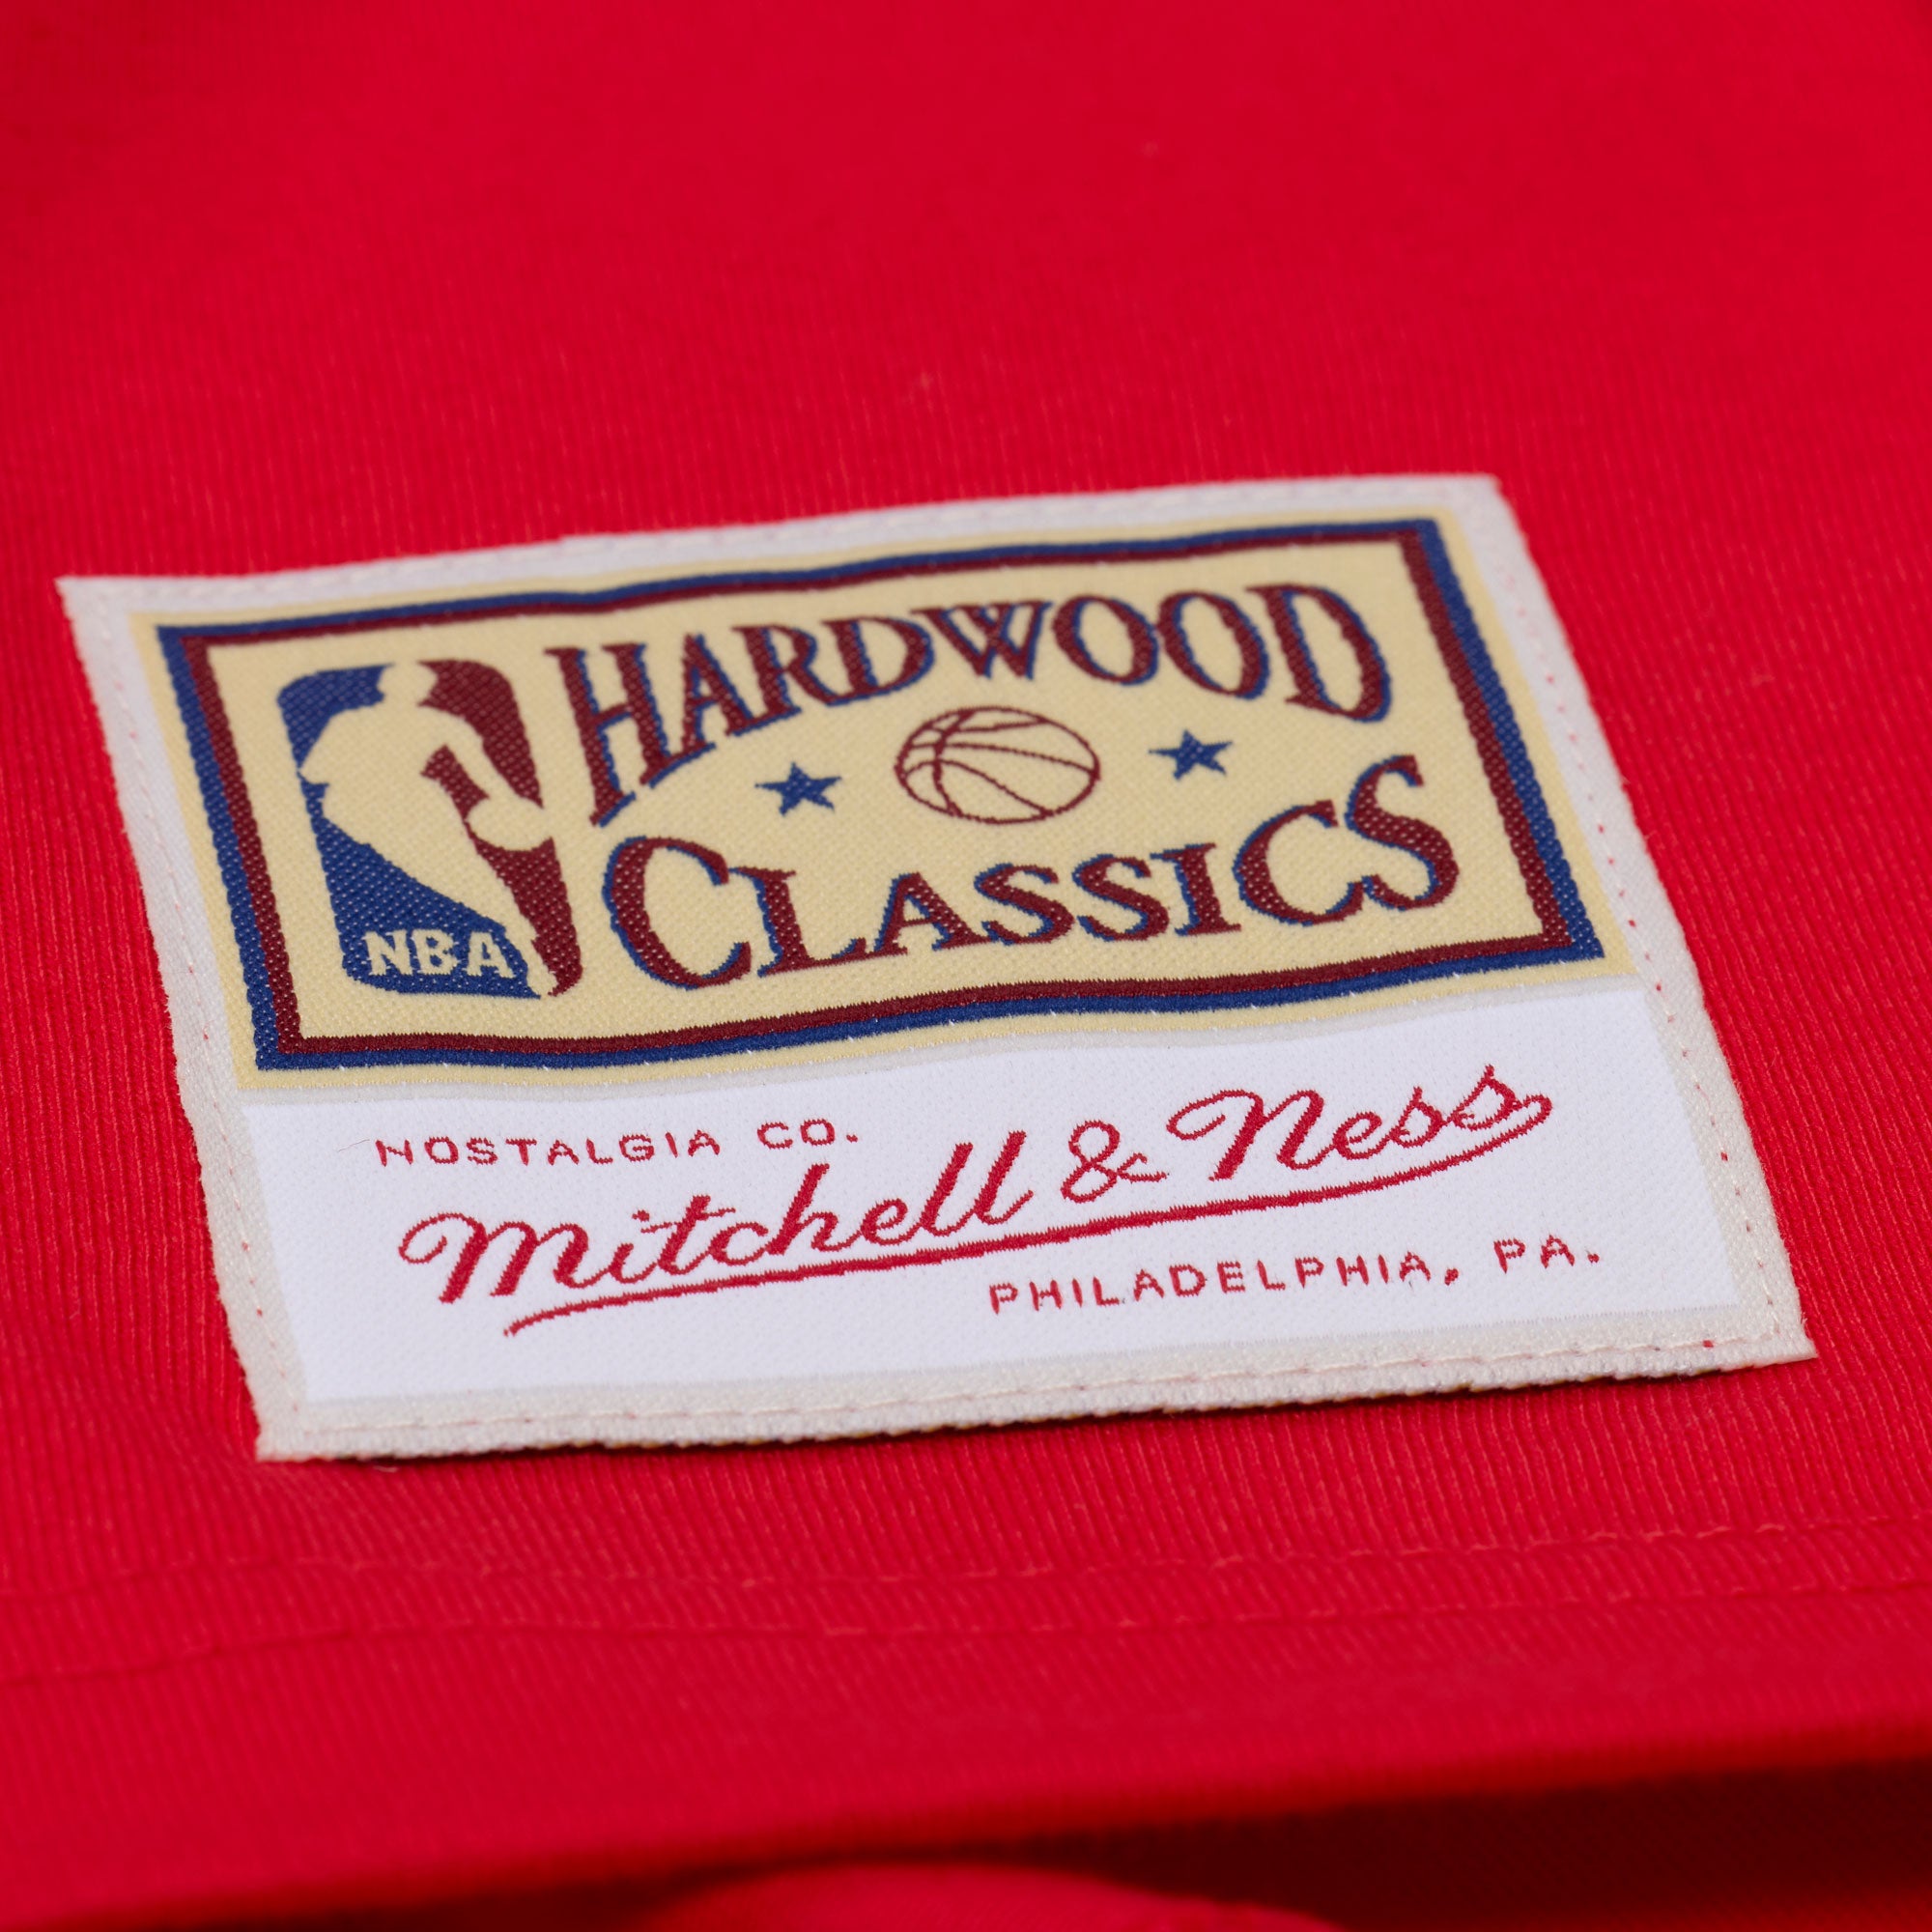 HARDWOOD
CLASSICS
NBA
NOSTALGIA CO.
Mitchell & Ness
PHILADELPHIA, PA.